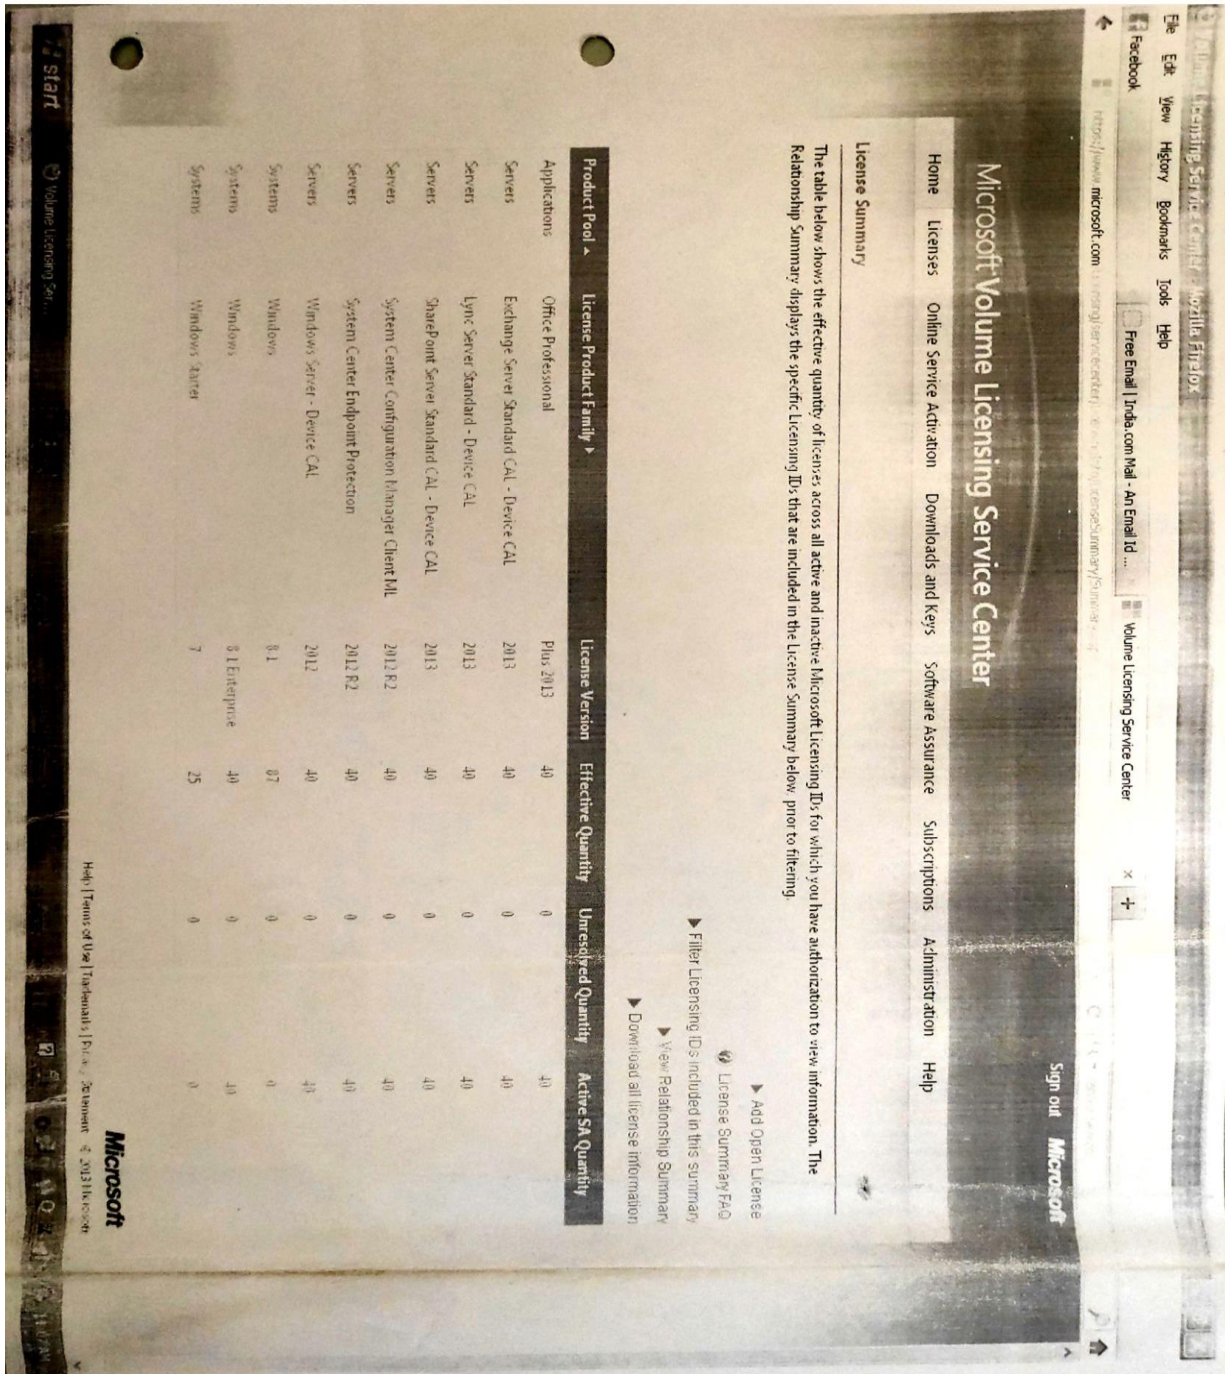 Volume Licensing Service Center - Mozilla Firefox
File Edit View History Bookmarks Tools Help
Facebook
Free Email | India.com Mail - An Email Id ...
Volume Licensing Service Center
https://www.microsoft.com
Sign out Microsoft
Microsoft Volume Licensing Service Center
Home Licenses Online Service Activation Downloads and Keys Software Assurance Subscriptions Administration Help
License Summary
The table below shows the effective quantity of licenses across all active and inactive Microsoft Licensing IDs for which you have authorization to view information. The
Relationship Summary displays the specific Licensing IDs that are included in the License Summary below, prior to filtering.
Add Open License
License Summary FAQ
Filter Licensing IDs included in this summary
View Relationship Summary
Download all license information
Product Pool License Product Family License Version Effective Quantity Unresolved Quantity Active SA Quantity
Applications Office Professional Plus 2013 40 0 40
Servers Exchange Server Standard CAL - Device CAL 2013 40 0 40
Servers Lync Server Standard - Device CAL 2013 40 0 40
Servers SharePoint Server Standard CAL - Device CAL 2013 40 0 40
Servers System Center Configuration Manager Client ML 2012 R2 40 0 40
Servers System Center Endpoint Protection 2012 R2 40 0 40
Servers Windows Server - Device CAL 2012 40 0 40
Systems Windows 8.1 87 0 0
Systems Windows 8.1 Enterprise 40 0 40
Systems Windows Starter 7 25 0 0
Microsoft
Help | Terms of Use | Trademarks | Privacy Statement © 2013 Microsoft
start Volume Licensing Ser...